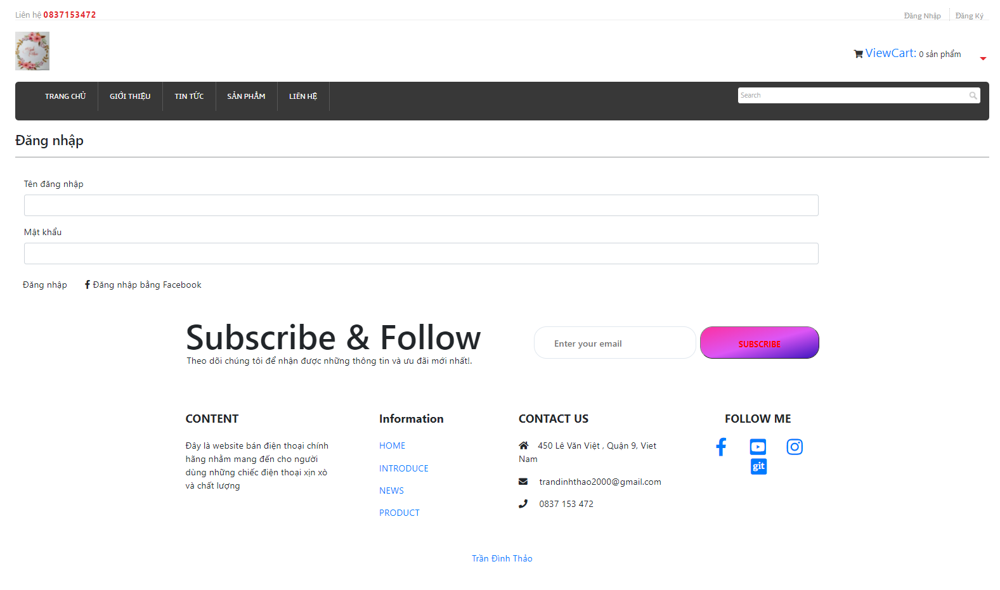 Liên hệ 0837153472
Đăng Nhập
Đăng Ký
ViewCart: 0 sản phẩm
TRANG CHỦ
GIỚI THIỆU
TIN TỨC
SẢN PHẨM
LIÊN HỆ
Search
Đăng nhập
Tên đăng nhập
Mật khẩu
Đăng nhập
Đăng nhập bằng Facebook
Subscribe & Follow
Theo dõi chúng tôi để nhận được những thông tin và ưu đãi mới nhất!.
Enter your email
SUBSCRIBE
CONTENT
Đây là website bán điện thoại chính
hãng nhằm mang đến cho người
dùng những chiếc điện thoại xịn xò
và chất lượng
Information
HOME
INTRODUCE
NEWS
PRODUCT
CONTACT US
450 Lê Văn Việt , Quận 9, Viet
Nam
trandinhthao2000@gmail.com
0837 153 472
FOLLOW ME
git
Trần Đình Thảo